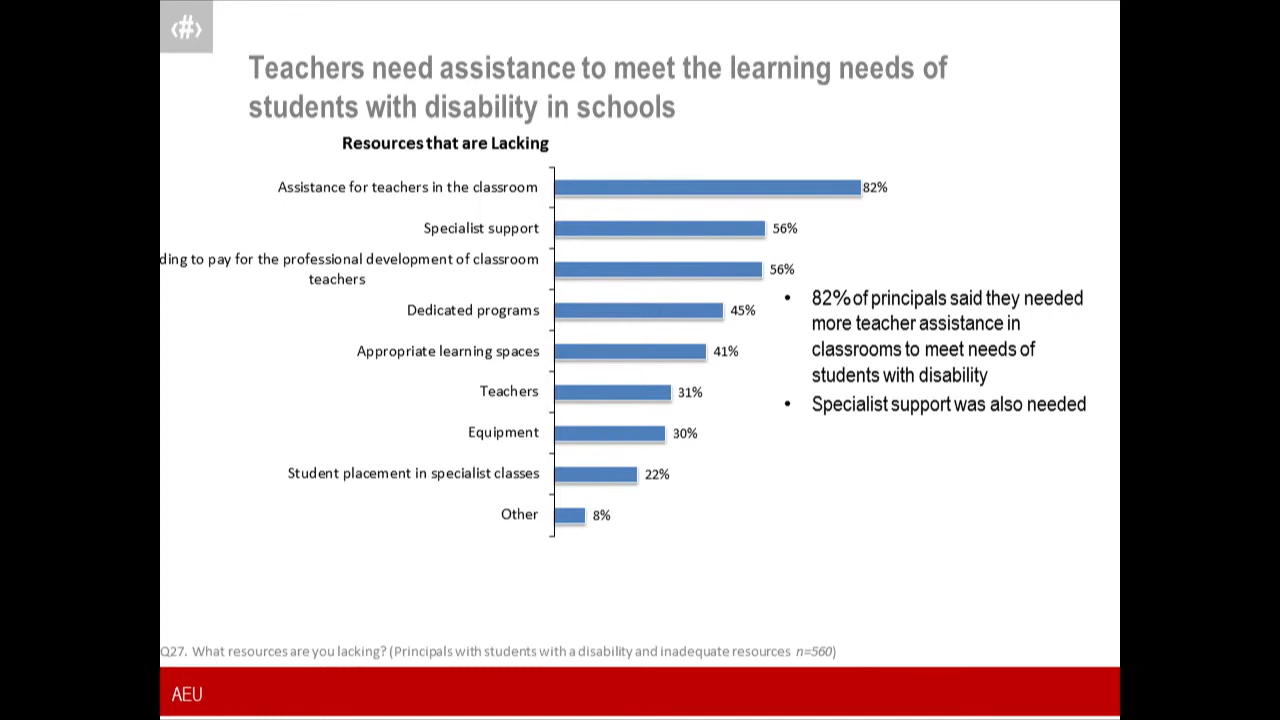 ‹#›
Teachers need assistance to meet the learning needs of
students with disability in schools
Resources that are Lacking
Assistance for teachers in the classroom 82%
Specialist support 56%
ding to pay for the professional development of classroom
teachers 56%
Dedicated programs 45%
Appropriate learning spaces 41%
Teachers 31%
Equipment 30%
Student placement in specialist classes 22%
Other 8%
• 82% of principals said they needed
more teacher assistance in
classrooms to meet needs of
students with disability
• Specialist support was also needed
Q27. What resources are you lacking? (Principals with students with a disability and inadequate resources n=560)
AEU